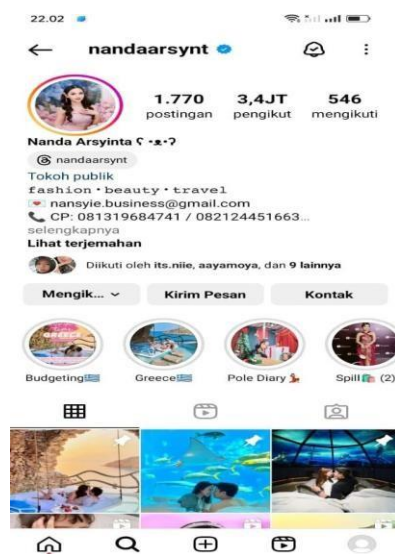 22.02
nandaarsynt
1.770 3,4JT 546
postingan pengikut mengikuti
Nanda Arsyinta ʕ •ᴥ•ʔ
nandaarsynt
Tokoh publik
fashion • beauty • travel
💌 nansyie.business@gmail.com
📞 CP: 081319684741 / 082124451663...
selengkapnya
Lihat terjemahan
Diikuti oleh its.niie, aayamoya, dan 9 lainnya
Mengik... Kirim Pesan Kontak
Budgeting🇬🇷 Greece🇬🇷 Pole Diary💃 Spill🛍️ (2)